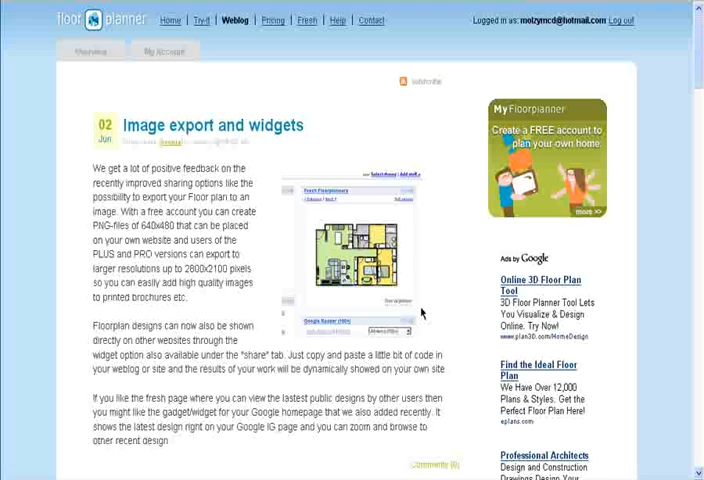 floor planner Home | Try-it | Weblog | Pricing | Fresh | Help | Contact Logged in as: molzymcd@hotmail.com Log out
Overview My Account
subscribe
02
Jun
Image export and widgets
We get a lot of positive feedback on the
recently improved sharing options like the
possibility to export your Floor plan to an
image. With a free account you can create
PNG-files of 640x480 that can be placed
on your own website and users of the
PLUS and PRO versions can export to
larger resolutions up to 2800x2100 pixels
so you can easily add high quality images
to printed brochures etc.
Select theme | Add stuff »
Fresh Floorplanners
Google Reader (100+)
Floorplan designs can now also be shown
directly on other websites through the
widget option also available under the "share" tab. Just copy and paste a little bit of code in
your weblog or site and the results of your work will be dynamically showed on your own site
If you like the fresh page where you can view the lastest public designs by other users then
you might like the gadget/widget for your Google homepage that we also added recently. It
shows the latest design right on your Google IG page and you can zoom and browse to
other recent design
Comments (6)
My Floorplanner
Create a FREE account to
plan your own home.
more >>
Ads by Google
Online 3D Floor Plan
Tool
3D Floor Planner Tool Lets
You Visualize & Design
Online. Try Now!
www.plan3D.com/HomeDesign
Find the Ideal Floor
Plan
We Have Over 12,000
Plans & Styles. Get the
Perfect Floor Plan Here!
eplans.com
Professional Architects
Design and Construction
Drawings Design Your